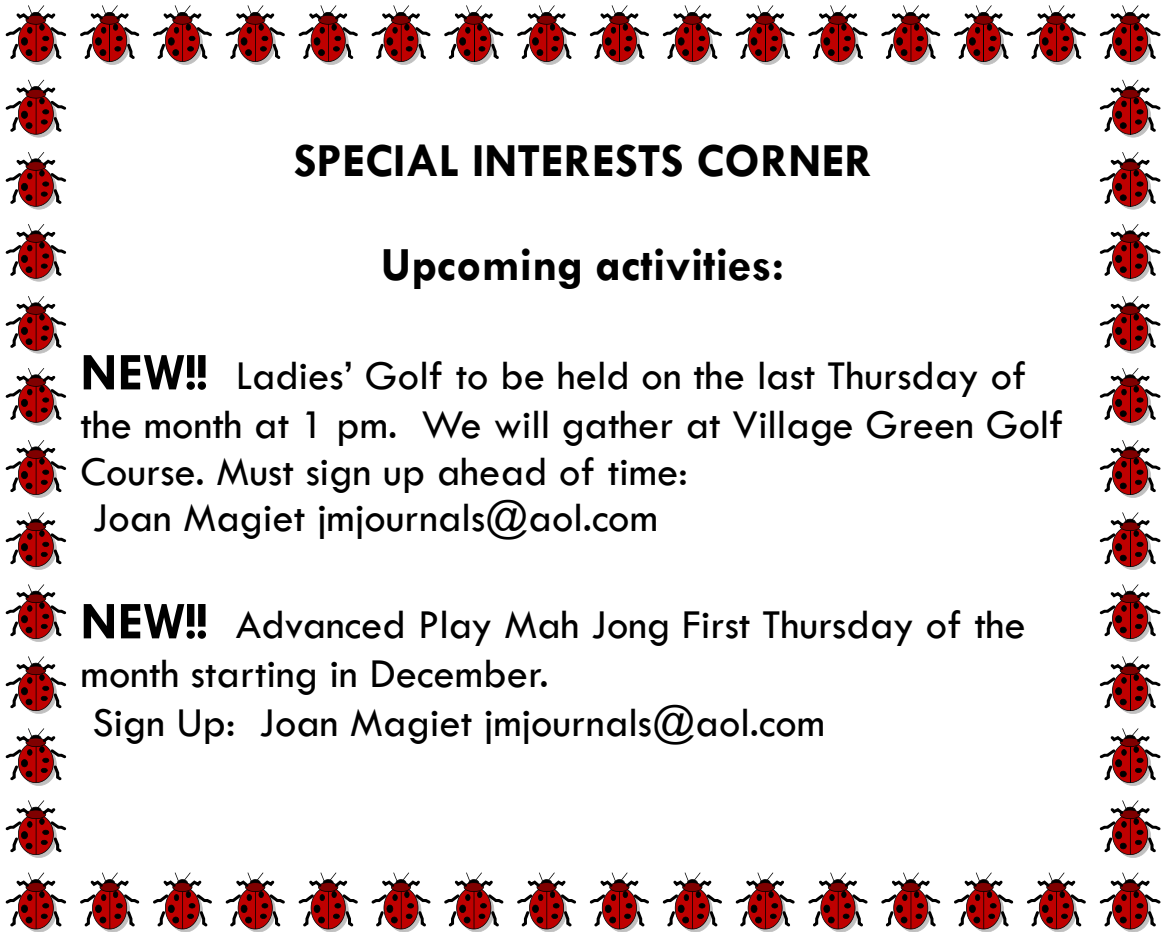 SPECIAL INTERESTS CORNER
Upcoming activities:
NEW!! Ladies’ Golf to be held on the last Thursday of
the month at 1 pm. We will gather at Village Green Golf
Course. Must sign up ahead of time:
Joan Magiet jmjournals@aol.com
NEW!! Advanced Play Mah Jong First Thursday of the
month starting in December.
Sign Up: Joan Magiet jmjournals@aol.com